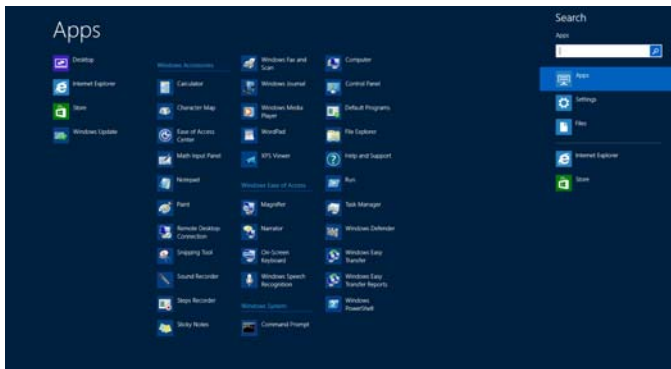 Apps
Desktop
Internet Explorer
Store
Windows Update
Windows Accessories
Calculator
Character Map
Ease of Access
Center
Math Input Panel
Notepad
Paint
Remote Desktop
Connection
Snipping Tool
Sound Recorder
Steps Recorder
Sticky Notes
Windows Fax and
Scan
Windows Journal
Windows Media
Player
WordPad
XPS Viewer
Windows Ease of Access
Magnifier
Narrator
On-Screen
Keyboard
Windows Speech
Recognition
Windows System
Command Prompt
Computer
Control Panel
Default Programs
File Explorer
Help and Support
Run
Task Manager
Windows Defender
Windows Easy
Transfer
Windows Easy
Transfer Reports
Windows
PowerShell
Search
Apps
Apps
Settings
Files
Internet Explorer
Store